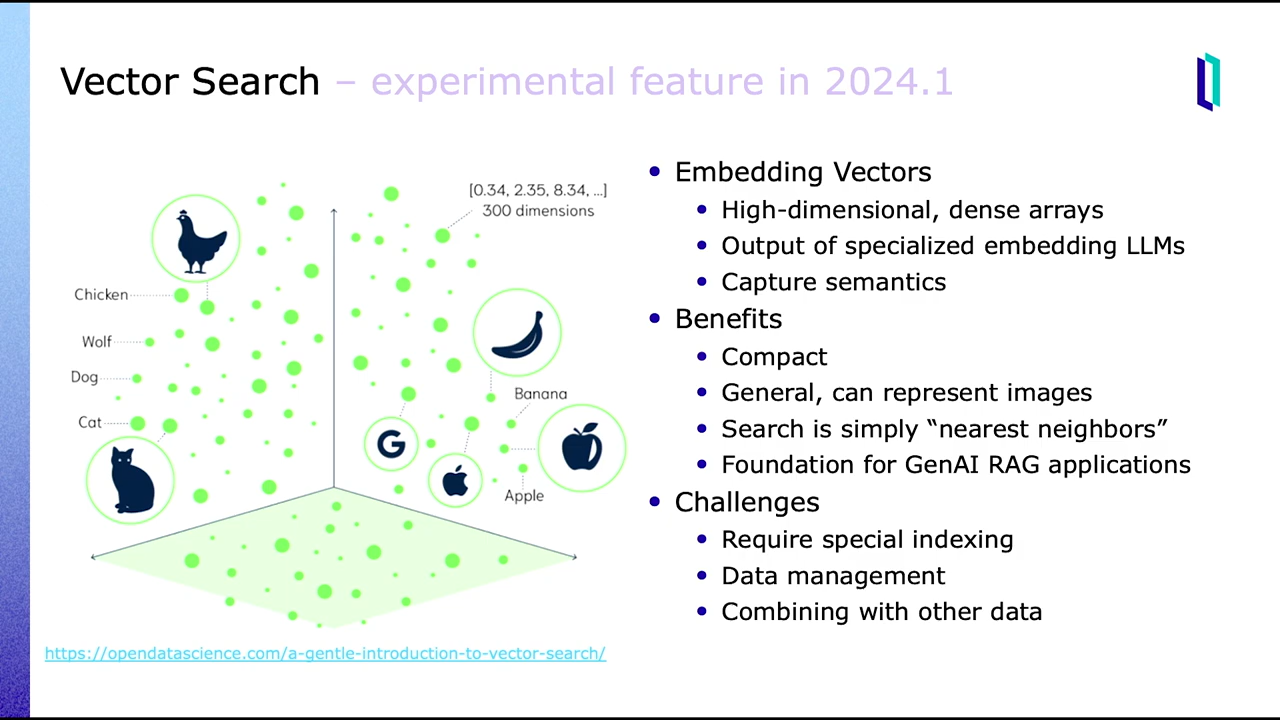 Vector Search – experimental feature in 2024.1
[0.34, 2.35, 8.34, ...]
300 dimensions
Chicken
Wolf
Dog
Cat
Banana
G
Apple
https://opendatascience.com/a-gentle-introduction-to-vector-search/
• Embedding Vectors
• High-dimensional, dense arrays
• Output of specialized embedding LLMs
• Capture semantics
• Benefits
• Compact
• General, can represent images
• Search is simply “nearest neighbors”
• Foundation for GenAI RAG applications
• Challenges
• Require special indexing
• Data management
• Combining with other data